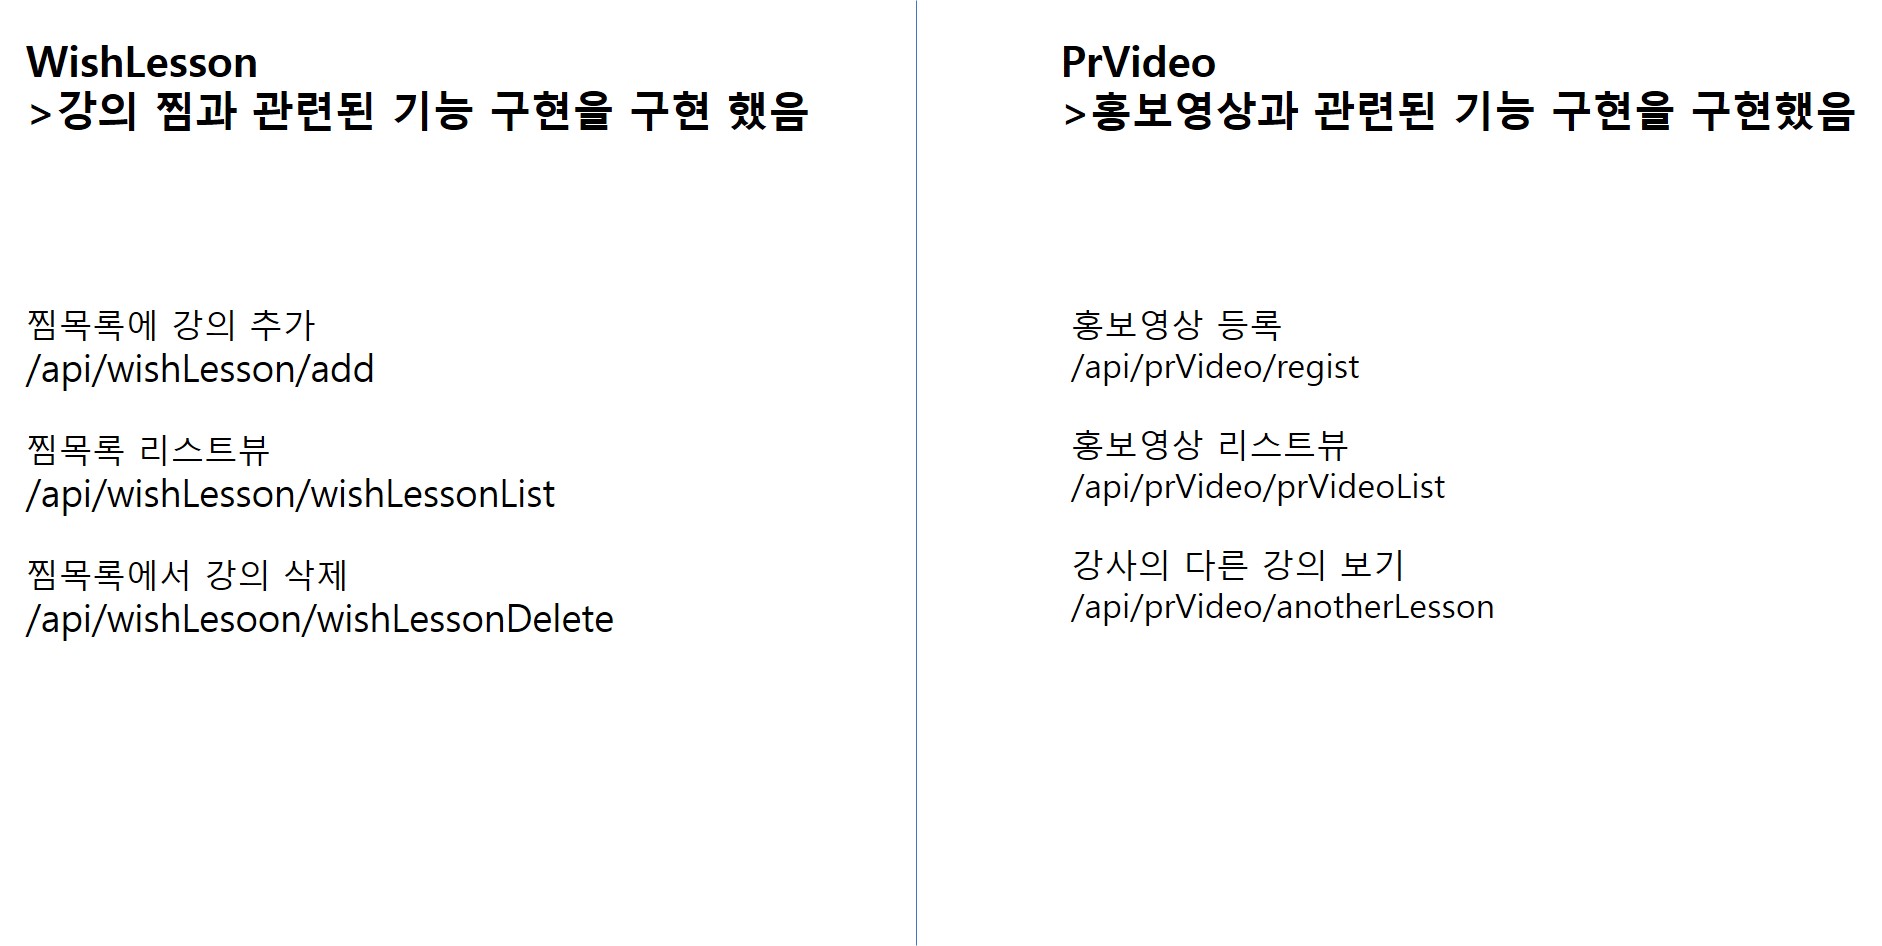 WishLesson
>강의 찜과 관련된 기능 구현을 구현 했음
찜목록에 강의 추가
/api/wishLesson/add
찜목록 리스트뷰
/api/wishLesson/wishLessonList
찜목록에서 강의 삭제
/api/wishLesoon/wishLessonDelete
PrVideo
>홍보영상과 관련된 기능 구현을 구현했음
홍보영상 등록
/api/prVideo/regist
홍보영상 리스트뷰
/api/prVideo/prVideoList
강사의 다른 강의 보기
/api/prVideo/anotherLesson